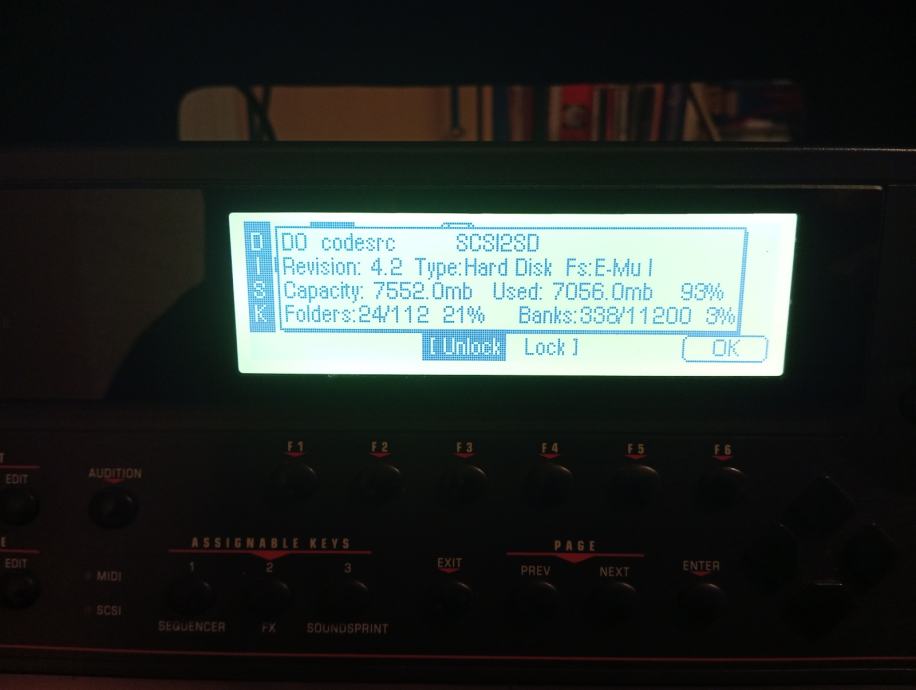 DISK
D0 codesrc SCSI2SD
Revision: 4.2 Type:Hard Disk Fs:E-Mu I
Capacity: 7552.0mb Used: 7056.0mb 93%
Folders:24/112 21% Banks:338/11200 3%
[ Unlock Lock ] OK
F1 F2 F3 F4 F5 F6
EDIT AUDITION
ASSIGNABLE KEYS PAGE
EDIT MIDI 1 2 3 EXIT PREV NEXT ENTER
SCSI SEQUENCER FX SOUNDSPRINT